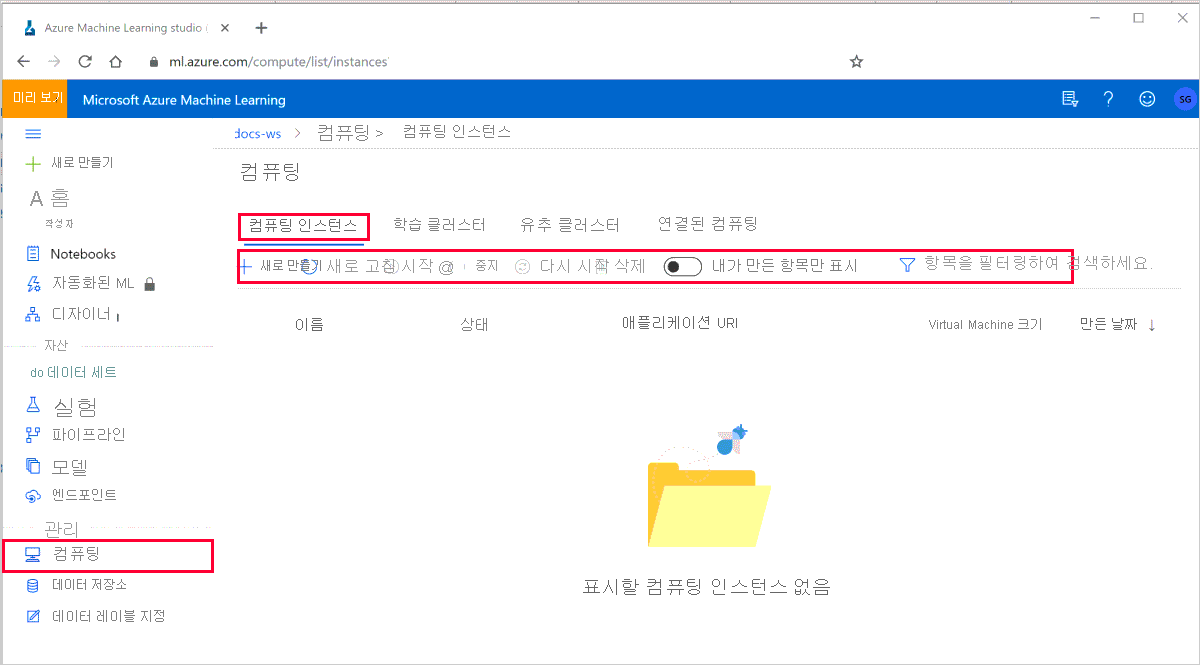 Azure Machine Learning studio
ml.azure.com/compute/list/instances
미리 보기
Microsoft Azure Machine Learning
SG
docs-ws > 컴퓨팅 > 컴퓨팅 인스턴스
새로 만들기
A 홈
작성자
Notebooks
자동화된 ML
디자이너
자산
do 데이터 세트
실험
파이프라인
모델
엔드포인트
관리
컴퓨팅
데이터 저장소
데이터 레이블 지정
컴퓨팅
컴퓨팅 인스턴스 학습 클러스터 유추 클러스터 연결된 컴퓨팅
새로 만들기 새로 고침 시작 @ 중지 다시 시작 삭제 내가 만든 항목만 표시 항목을 필터링하여 검색하세요.
이름 상태 애플리케이션 URI Virtual Machine 크기 만든 날짜 ↓
표시할 컴퓨팅 인스턴스 없음